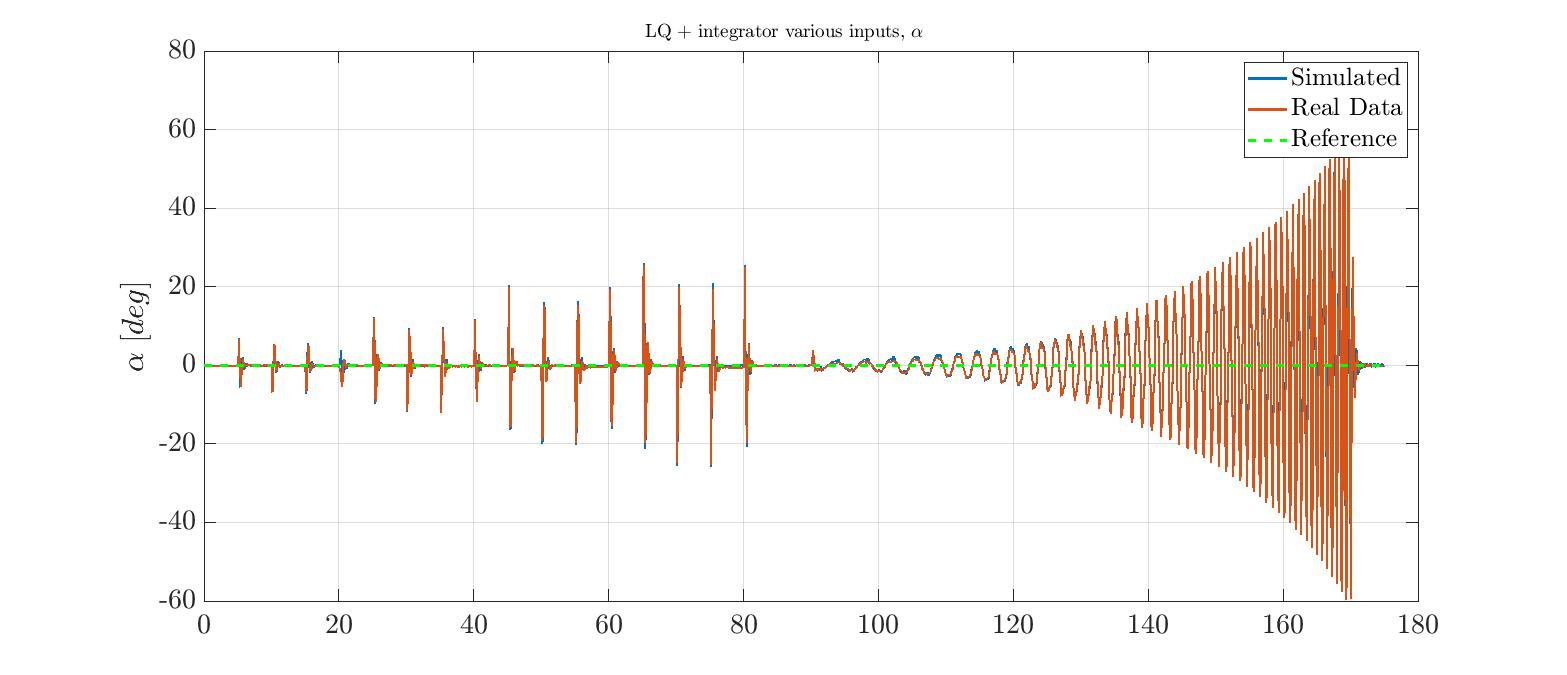 LQ + integrator various inputs, α
80
60
40
20
0
-20
-40
-60
α [deg]
Simulated
Real Data
Reference
0 20 40 60 80 100 120 140 160 180